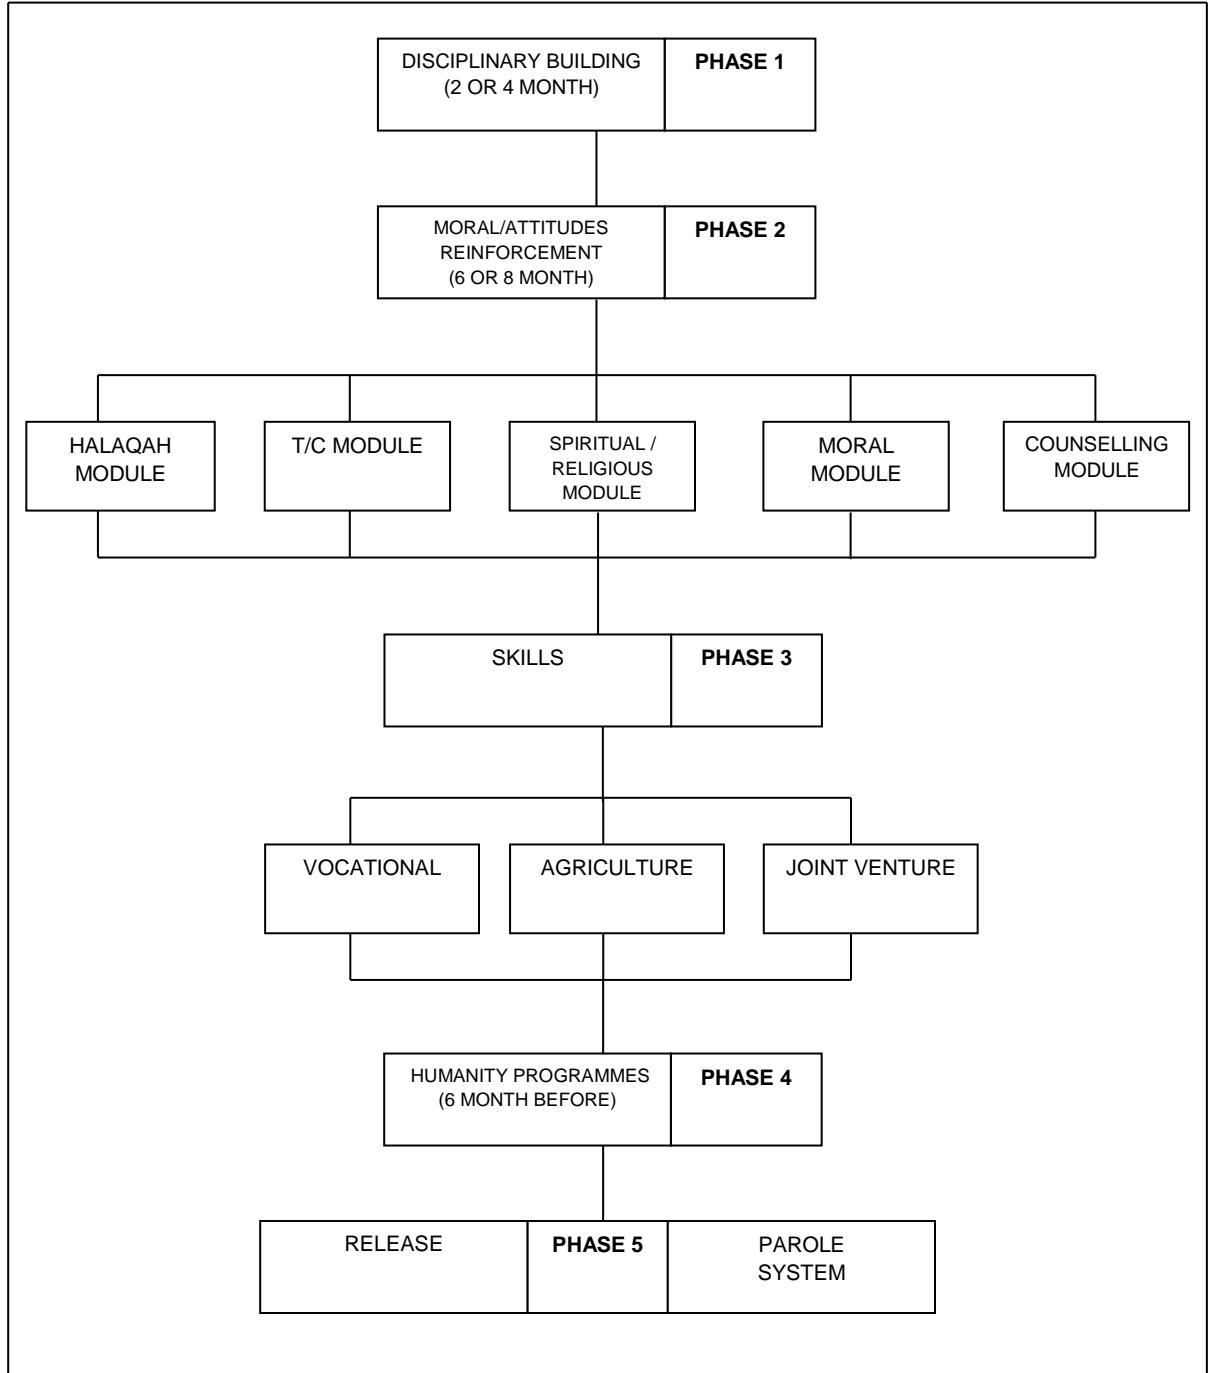 DISCIPLINARY BUILDING
(2 OR 4 MONTH)
PHASE 1
MORAL/ATTITUDES
REINFORCEMENT
(6 OR 8 MONTH)
PHASE 2
HALAQAH
MODULE
T/C MODULE
SPIRITUAL /
RELIGIOUS
MODULE
MORAL
MODULE
COUNSELLING
MODULE
SKILLS
PHASE 3
VOCATIONAL
AGRICULTURE
JOINT VENTURE
HUMANITY PROGRAMMES
(6 MONTH BEFORE)
PHASE 4
RELEASE
PHASE 5
PAROLE
SYSTEM